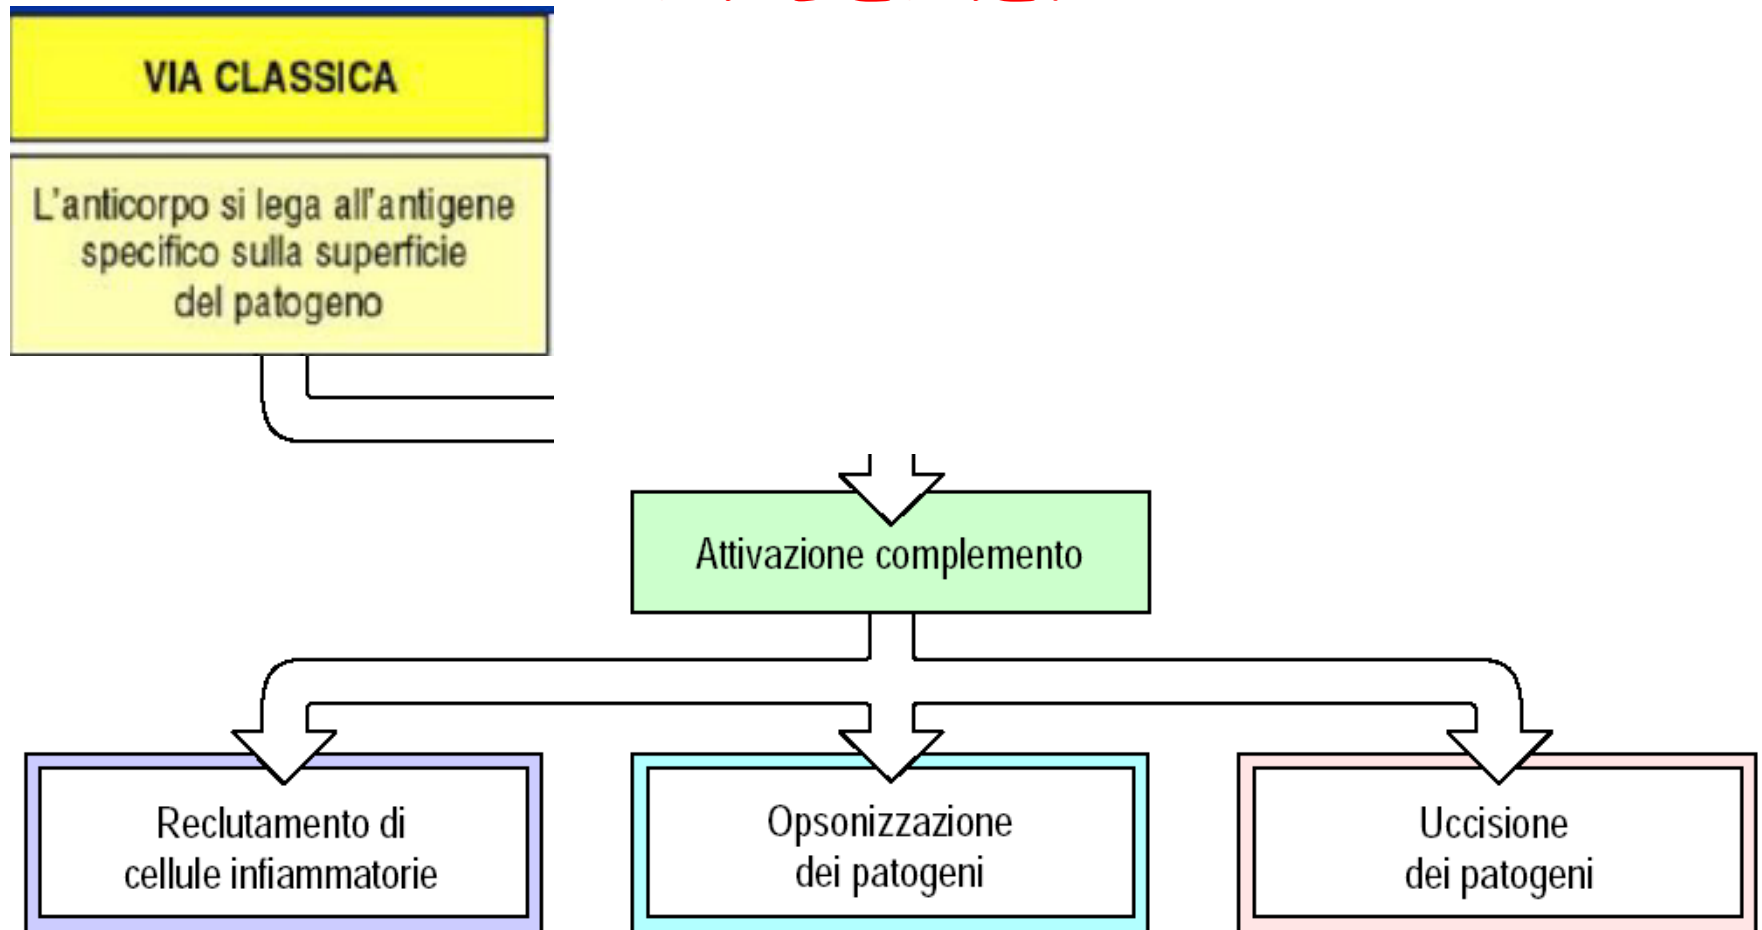 VIA CLASSICA
L'anticorpo si lega all'antigene
specifico sulla superficie
del patogeno
Attivazione complemento
Reclutamento di
cellule infiammatorie
Opsonizzazione
dei patogeni
Uccisione
dei patogeni